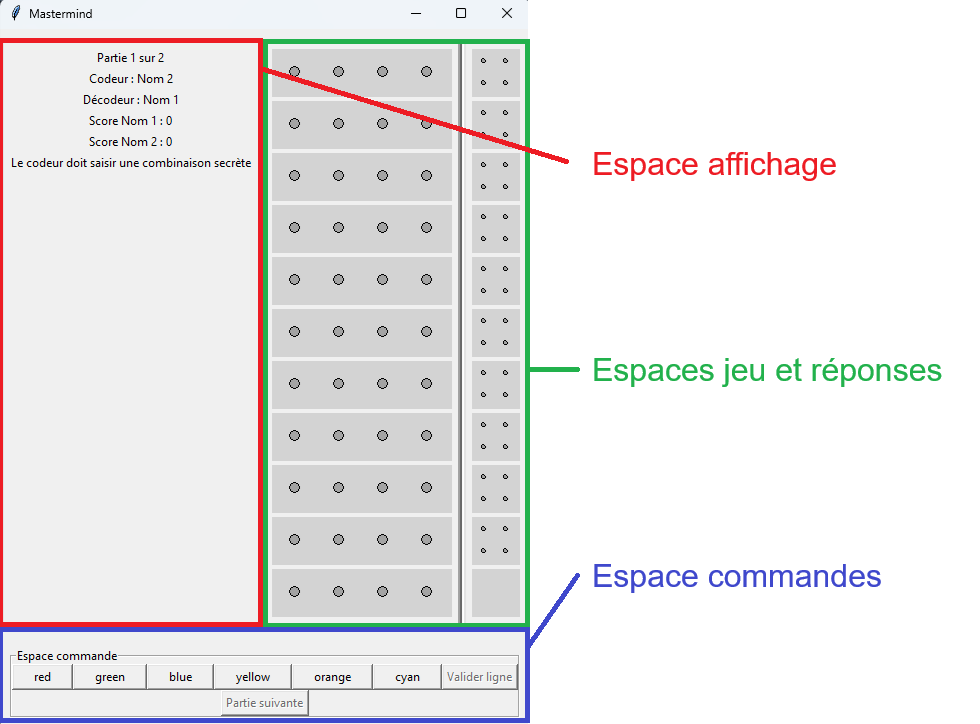 Mastermind
Partie 1 sur 2
Codeur : Nom 2
Décodeur : Nom 1
Score Nom 1 : 0
Score Nom 2 : 0
Le codeur doit saisir une combinaison secrète
Espace affichage
Espaces jeu et réponses
Espace commandes
Espace commande
red green blue yellow orange cyan Valider ligne
Partie suivante